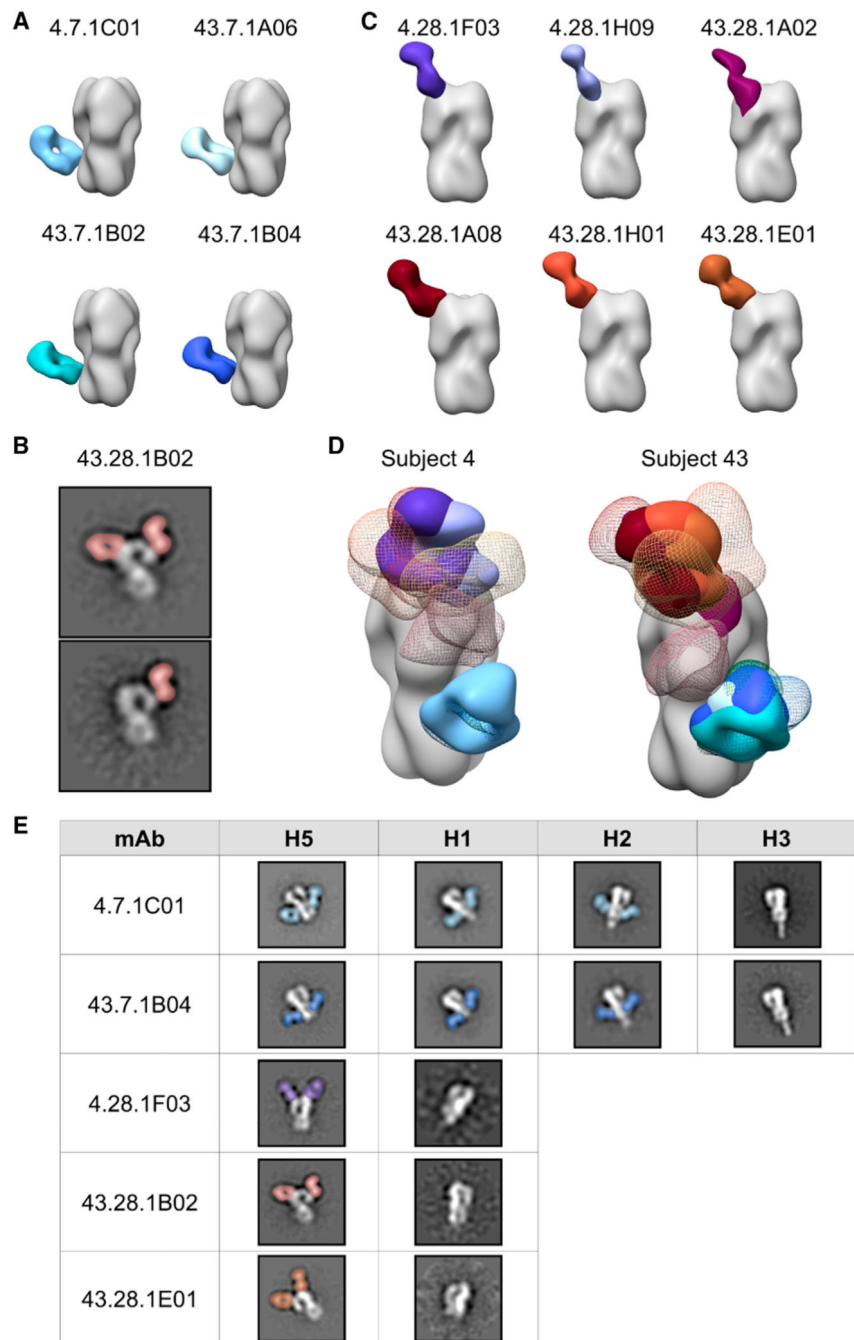 A
4.7.1C01 43.7.1A06
43.7.1B02 43.7.1B04
C
4.28.1F03 4.28.1H09 43.28.1A02
43.28.1A08 43.28.1H01 43.28.1E01
B
43.28.1B02
D
Subject 4 Subject 43
E
mAb H5 H1 H2 H3
4.7.1C01
43.7.1B04
4.28.1F03
43.28.1B02
43.28.1E01